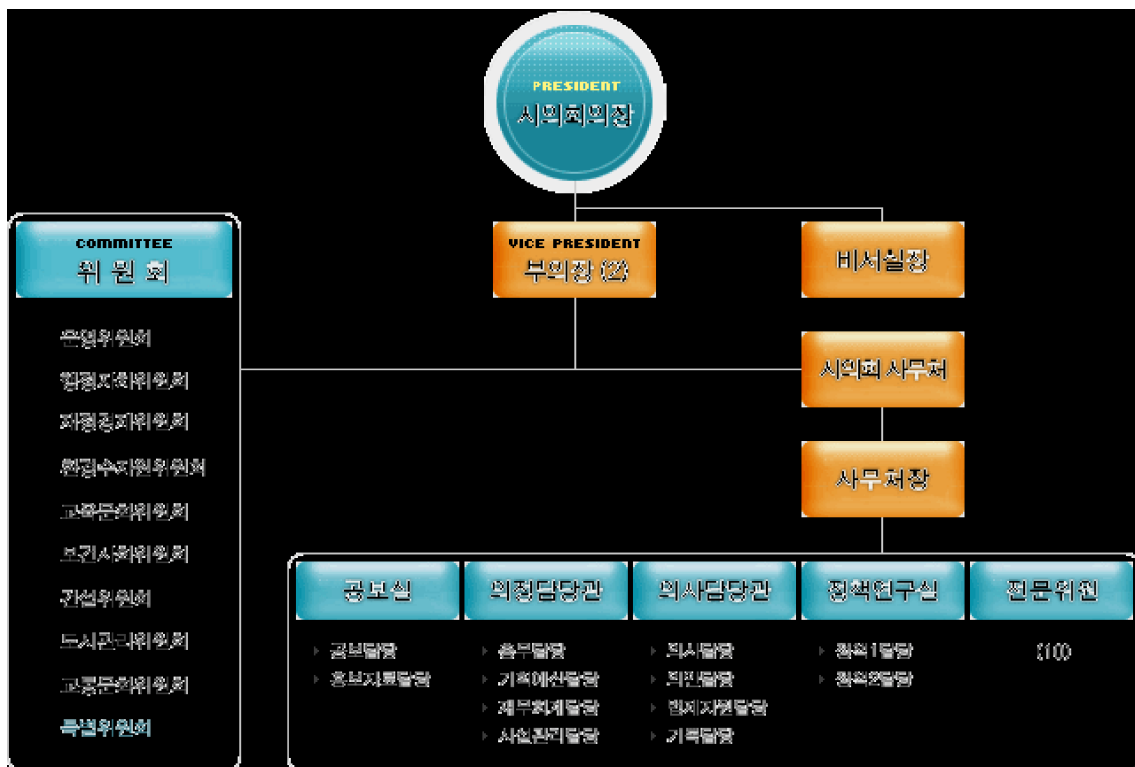 PRESIDENT
시의회의장
COMMITTEE
위원회
VICE PRESIDENT
부의장 (2)
비서실장
운영위원회
행정자치위원회
재정경제위원회
환경수자원위원회
교육문화위원회
보건사회위원회
건설위원회
도시관리위원회
교통문화위원회
특별위원회
시의회 사무처
사무처장
공보실
의정담당관
의사담당관
정책연구실
전문위원
공보담당
홍보자료담당
총무담당
기획예산담당
재무회계담당
시설관리담당
의사담당
의안담당
법제지원담당
기록담당
정책1담당
정책2담당
(10)